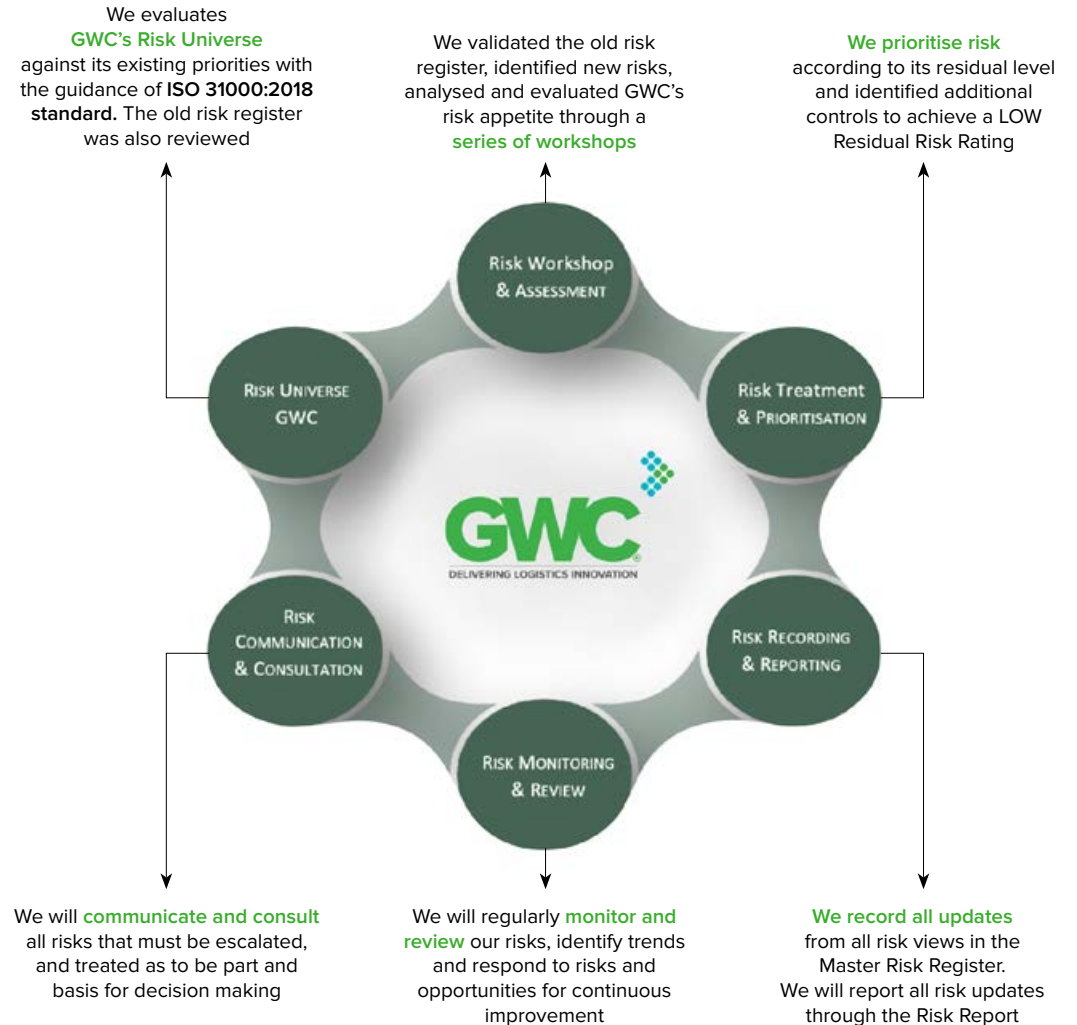 We evaluates
GWC's Risk Universe
against its existing priorities with
the guidance of ISO 31000:2018
standard. The old risk register
was also reviewed
We validated the old risk
register, identified new risks,
analysed and evaluated GWC's
risk appetite through a
series of workshops
We prioritise risk
according to its residual level
and identified additional
controls to achieve a LOW
Residual Risk Rating
Risk Workshop
& ASSESSMENT
RISK UNIVERSE
GWC
Risk Treatment
& PRIORITISATION
GWC
DELIVERING LOGISTICS INNOVATION
RISK
COMMUNICATION
& CONSULTATION
RISK RECORDING
& REPORTING
RISK MONITORING
& REVIEW
We will communicate and consult
all risks that must be escalated,
and treated as to be part and
basis for decision making
We will regularly monitor and
review our risks, identify trends
and respond to risks and
opportunities for continuous
improvement
We record all updates
from all risk views in the
Master Risk Register.
We will report all risk updates
through the Risk Report